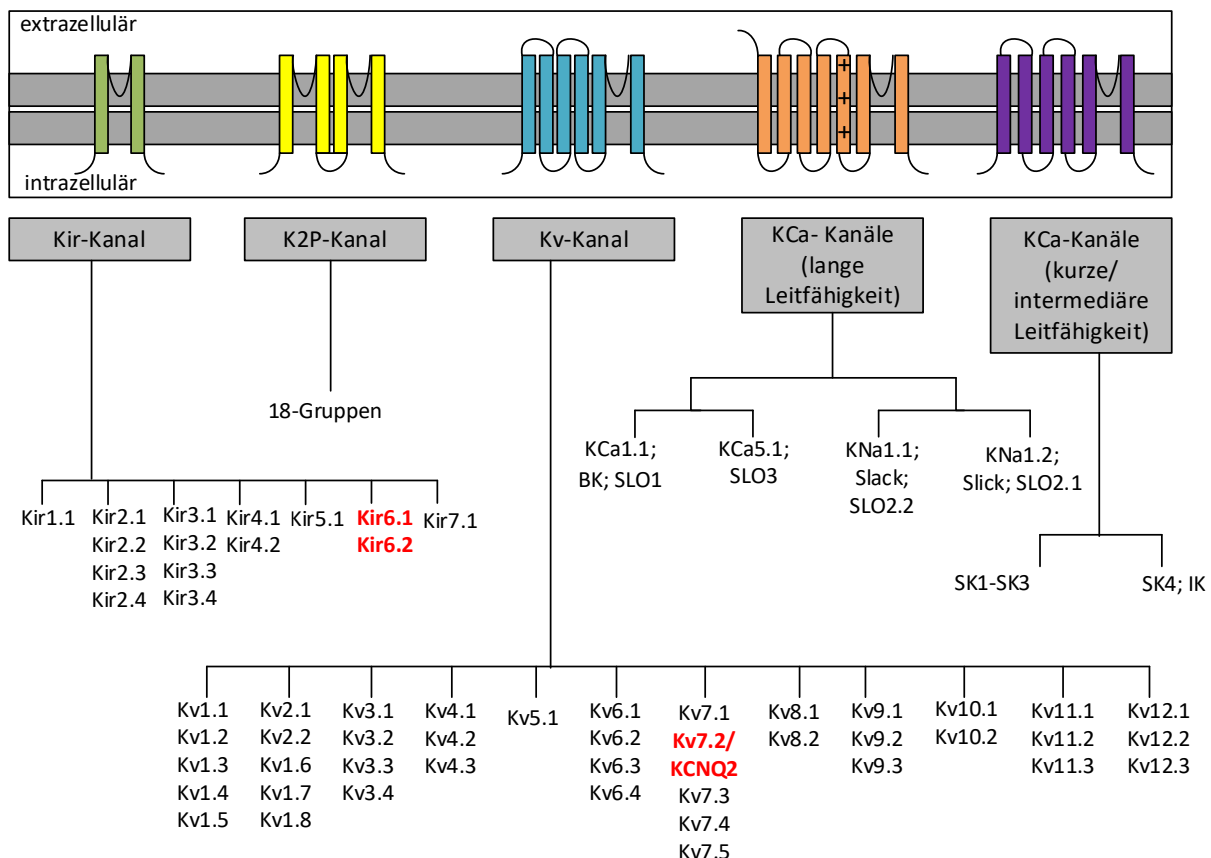 extrazellulär
+
+
+
intrazellulär
Kir-Kanal
K2P-Kanal
Kv-Kanal
KCa- Kanäle
(lange
Leitfähigkeit)
KCa-Kanäle
(kurze/
intermediäre
Leitfähigkeit)
18-Gruppen
KCa1.1;
BK; SLO1
KCa5.1;
SLO3
KNa1.1;
Slack;
SLO2.2
KNa1.2;
Slick; SLO2.1
Kir1.1
Kir2.1
Kir2.2
Kir2.3
Kir2.4
Kir3.1
Kir3.2
Kir3.3
Kir3.4
Kir4.1
Kir4.2
Kir5.1
Kir6.1
Kir6.2
Kir7.1
SK1-SK3
SK4; IK
Kv1.1
Kv1.2
Kv1.3
Kv1.4
Kv1.5
Kv2.1
Kv2.2
Kv1.6
Kv1.7
Kv1.8
Kv3.1
Kv3.2
Kv3.3
Kv3.4
Kv4.1
Kv4.2
Kv4.3
Kv5.1
Kv6.1
Kv6.2
Kv6.3
Kv6.4
Kv7.1
Kv7.2/
KCNQ2
Kv7.3
Kv7.4
Kv7.5
Kv8.1
Kv8.2
Kv9.1
Kv9.2
Kv9.3
Kv10.1
Kv10.2
Kv11.1
Kv11.2
Kv11.3
Kv12.1
Kv12.2
Kv12.3